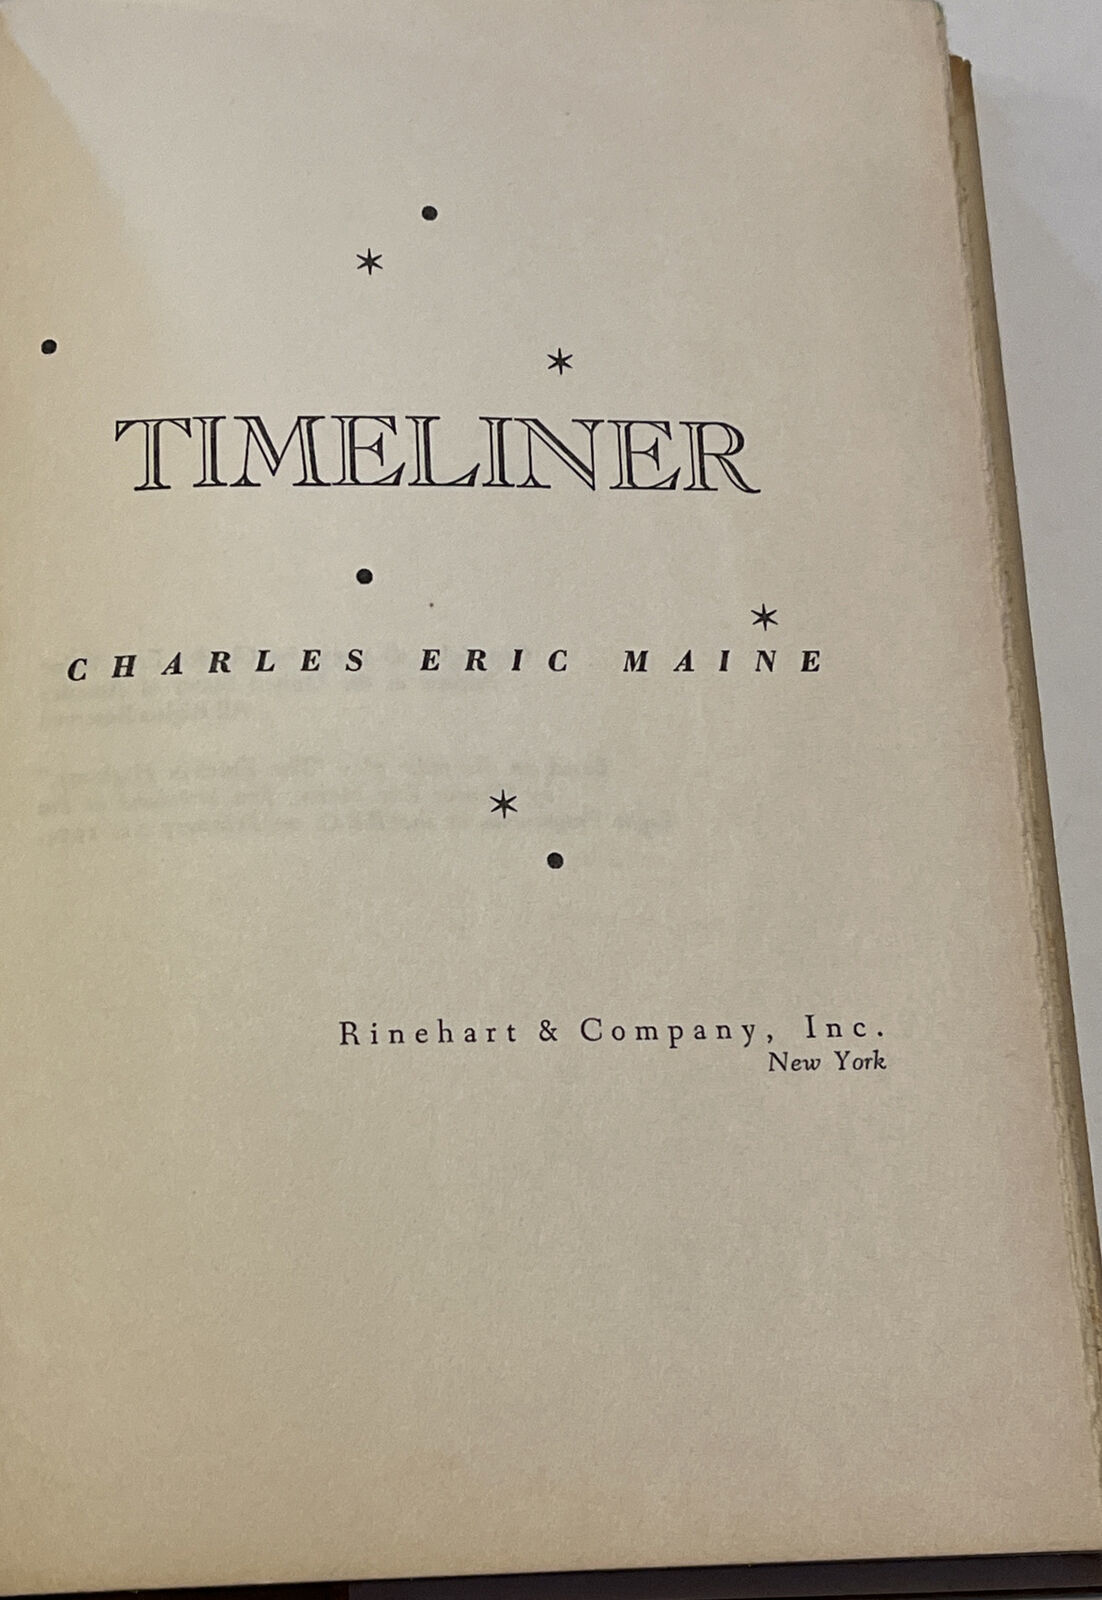 TIMELINER
CHARLES ERIC MAINE
Rinehart & Company, Inc.
New York